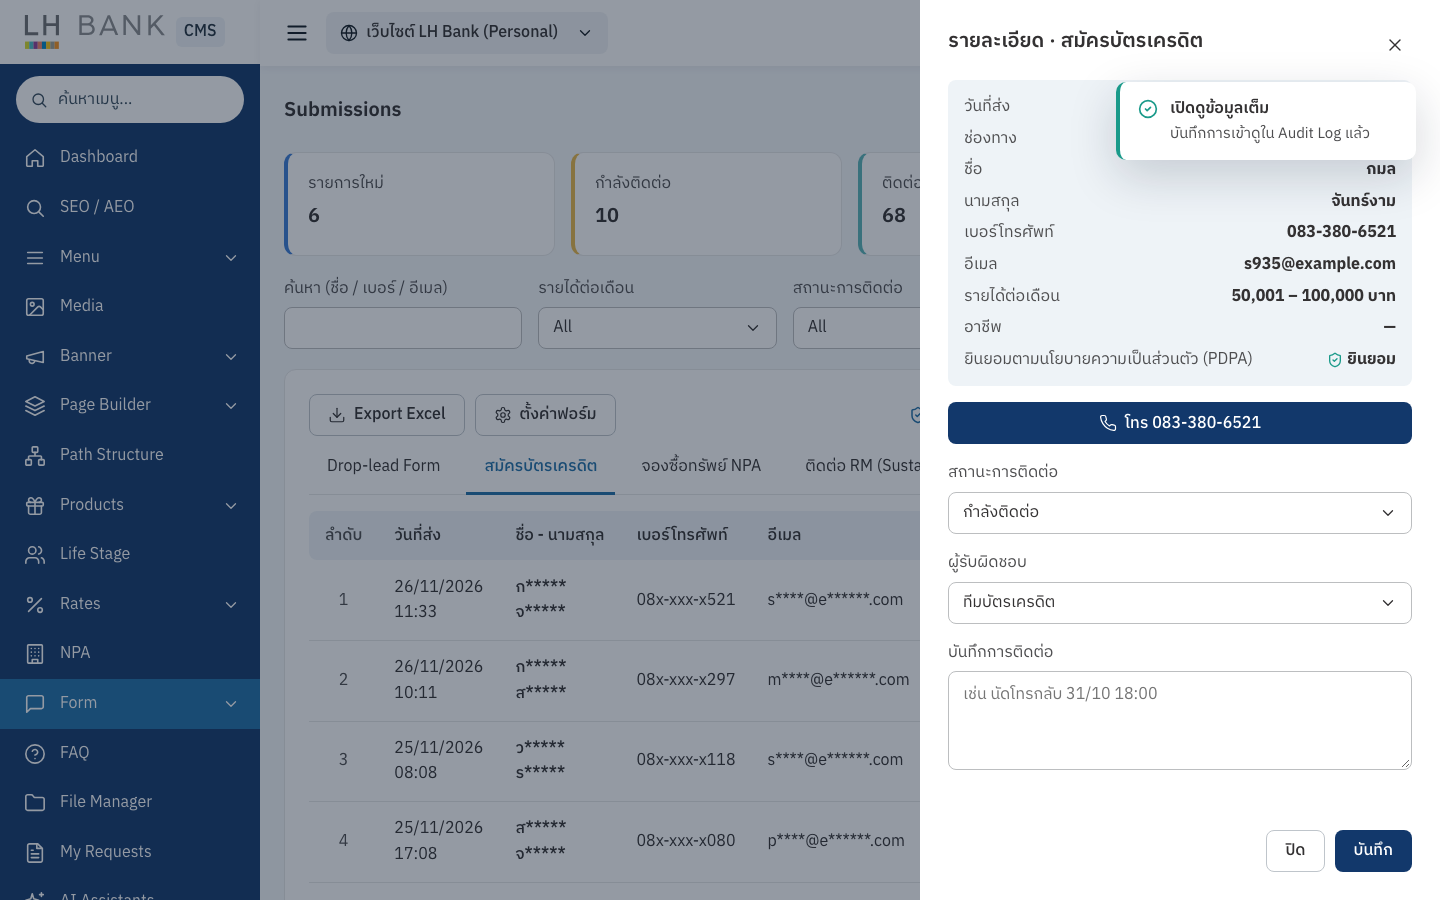 LH BANK CMS
ค้นหาเมนู...
Dashboard
SEO / AEO
Menu
Media
Banner
Page Builder
Path Structure
Products
Life Stage
Rates
NPA
Form
FAQ
File Manager
My Requests
AI Assistants
เว็บไซต์ LH Bank (Personal)
Submissions
รายการใหม่
6
กำลังติดต่อ
10
68
ค้นหา (ชื่อ / เบอร์ / อีเมล)
รายได้ต่อเดือน
All
สถานะการติดต่อ
All
Export Excel
ตั้งค่าฟอร์ม
Drop-lead Form
สมัครบัตรเครดิต
จองซื้อทรัพย์ NPA
ติดต่อ RM (Susta
ลำดับ วันที่ส่ง ชื่อ - นามสกุล เบอร์โทรศัพท์ อีเมล
1 26/11/2026 ก***** 08x-xxx-x521 s****@e******.com
11:33 จ*****
2 26/11/2026 ก***** 08x-xxx-x297 m****@e******.com
10:11 ส*****
3 25/11/2026 ว***** 08x-xxx-x118 s****@e******.com
08:08 ร*****
4 25/11/2026 ส***** 08x-xxx-x080 p****@e******.com
17:08 จ*****
รายละเอียด · สมัครบัตรเครดิต
เปิดดูข้อมูลเต็ม
บันทึกการเข้าดูใน Audit Log แล้ว
วันที่ส่ง
ช่องทาง
ชื่อ กมล
นามสกุล จันทร์งาม
เบอร์โทรศัพท์ 083-380-6521
อีเมล s935@example.com
รายได้ต่อเดือน 50,001 – 100,000 บาท
อาชีพ —
ยินยอมตามนโยบายความเป็นส่วนตัว (PDPA) ยินยอม
โทร 083-380-6521
สถานะการติดต่อ
กำลังติดต่อ
ผู้รับผิดชอบ
ทีมบัตรเครดิต
บันทึกการติดต่อ
เช่น นัดโทรกลับ 31/10 18:00
ปิด
บันทึก